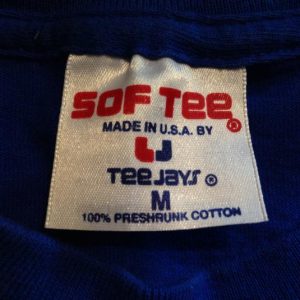 SOF TEE®
MADE IN U.S.A. BY
TEE JAYS ®
M
100% PRESHRUNK COTTON